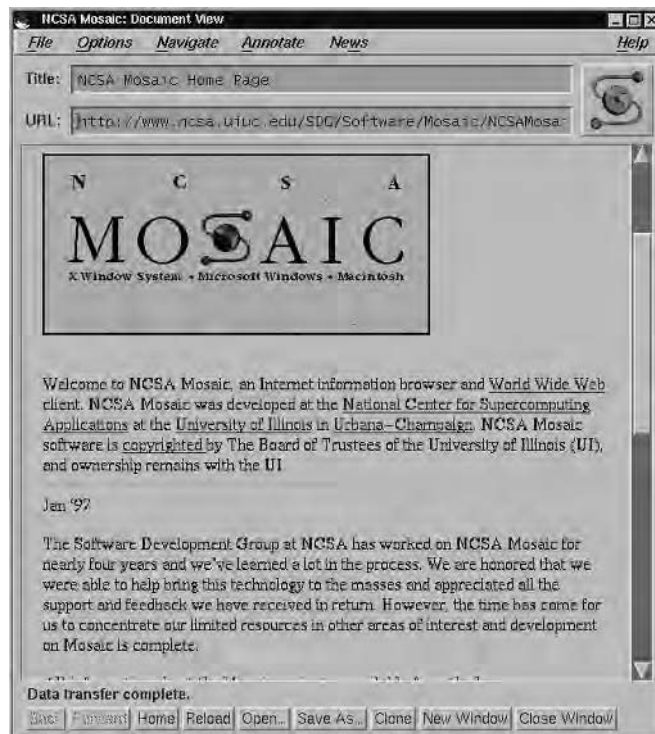 NCSA Mosaic: Document View
File Options Navigate Annotate News Help
Title: NCSA Mosaic Home Page
URL: http://www.ncsa.uiuc.edu/SDG/Software/Mosaic/NCSAMosai
N C S A
MOSAIC
X Window System • Microsoft Windows • Macintosh
Welcome to NCSA Mosaic, an Internet information browser and World Wide Web
client. NCSA Mosaic was developed at the National Center for Supercomputing
Applications at the University of Illinois in Urbana-Champaign. NCSA Mosaic
software is copyrighted by The Board of Trustees of the University of Illinois (UI),
and ownership remains with the UI
Jan '97
The Software Development Group at NCSA has worked on NCSA Mosaic for
nearly four years and we've learned a lot in the process. We are honored that we
were able to help bring this technology to the masses and appreciated all the
support and feedback we have received in return. However, the time has come for
us to concentrate our limited resources in other areas of interest and development
on Mosaic is complete.
Data transfer complete.
Back Forward Home Reload Open... Save As... Clone New Window Close Window